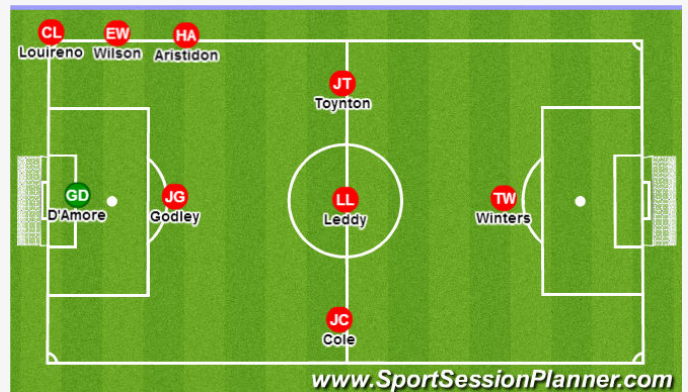 CL EW HA
Louireno Wilson Aristidon
JT
Toynton
GD JG LL TW
D'Amore Godley Leddy Winters
JC
Cole
www.SportSessionPlanner.com